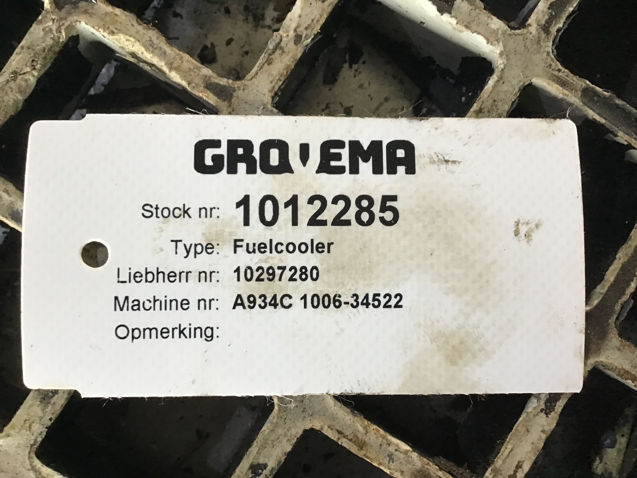 GROVEMA
Stock nr: 1012285
Type: Fuelcooler
Liebherr nr: 10297280
Machine nr: A934C 1006-34522
Opmerking: